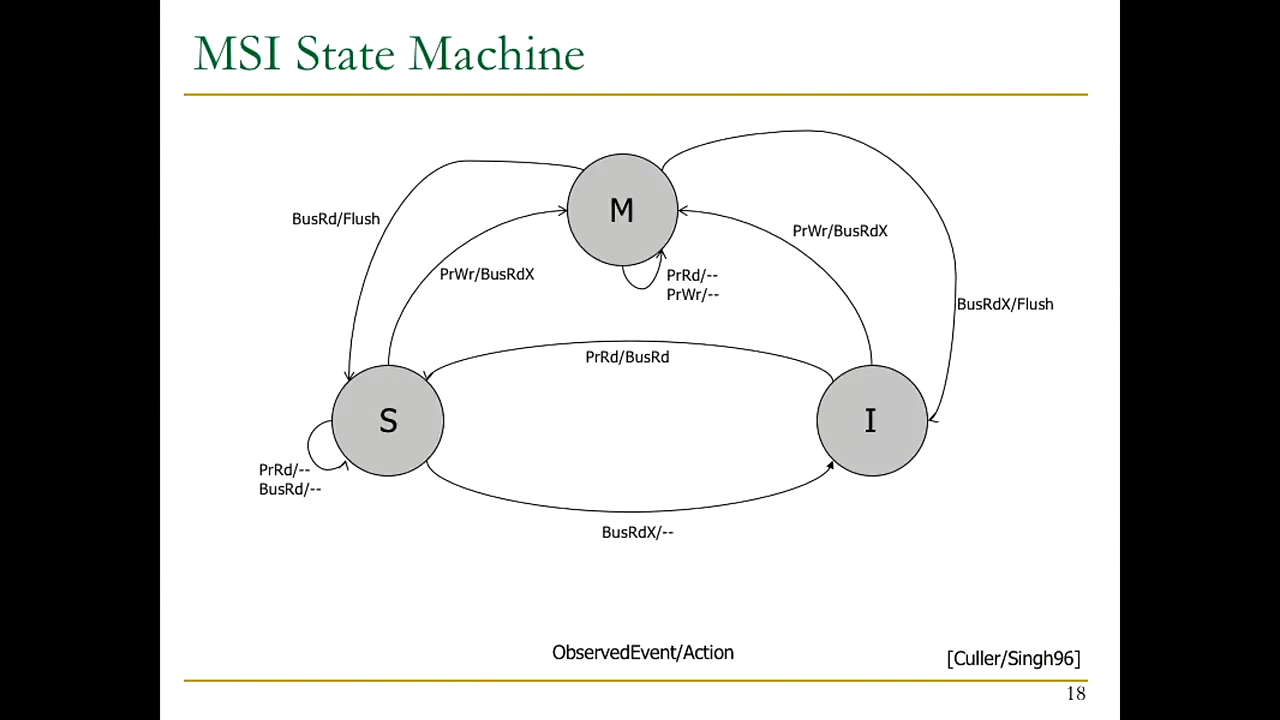 MSI State Machine
M
BusRd/Flush
PrWr/BusRdX
PrWr/BusRdX
PrRd/--
PrWr/--
BusRdX/Flush
PrRd/BusRd
S
I
PrRd/--
BusRd/--
BusRdX/--
ObservedEvent/Action
[Culler/Singh96]
18